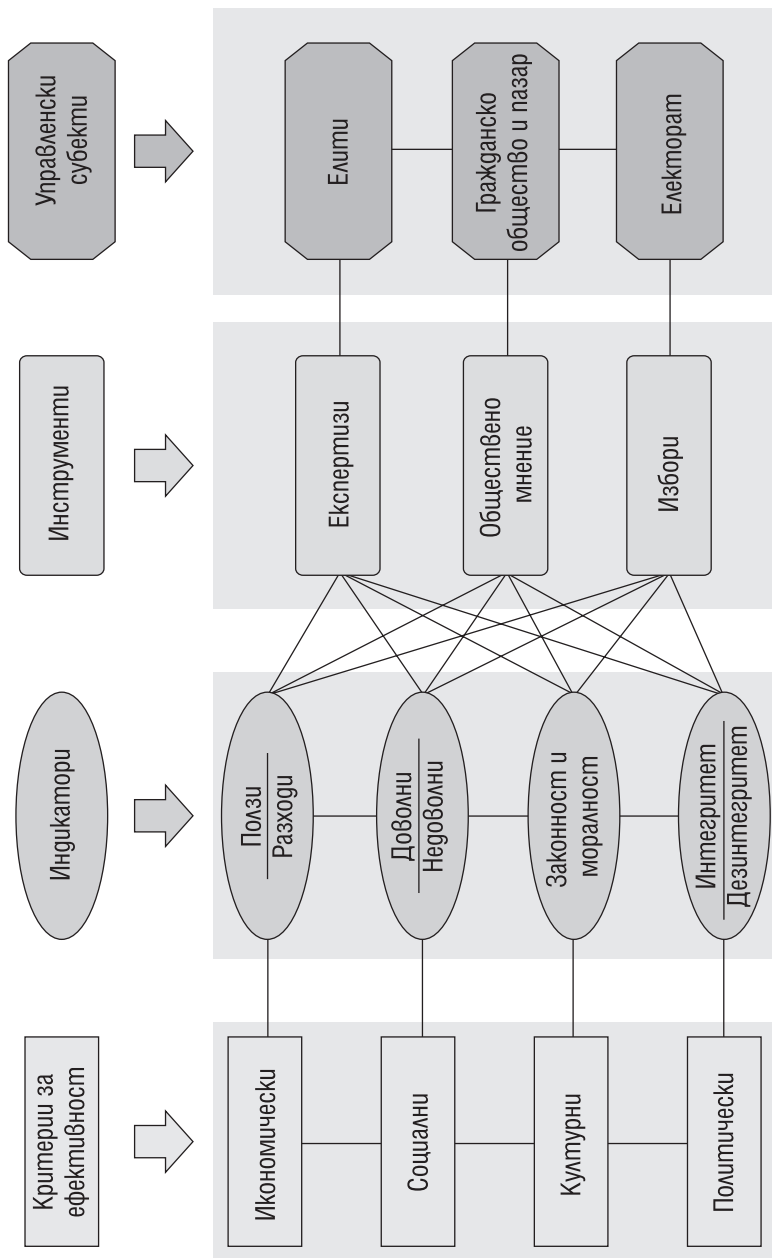 Критерии за
ефективност
Индикатори
Инструменти
Управленски
субекти
Икономически
Социални
Културни
Политически
Ползи
Разходи
Доволни
Недоволни
Законност и
моралност
Интегритет
Дезинтегритет
Експертизи
Обществено
мнение
Избори
Елити
Гражданско
общество и пазар
Електорат